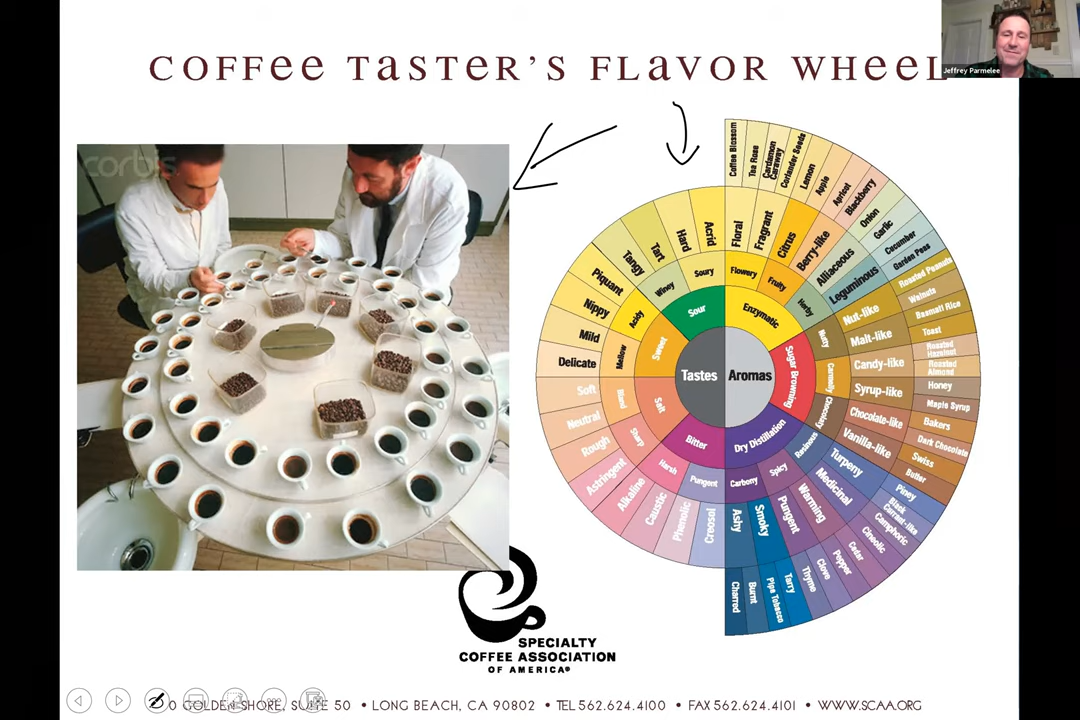 COFFEE TASTER'S FLAVOR WHEEL
Jeffrey Parmelee
corbis
Tastes
Aromas
Sour
Sweet
Salt
Bitter
Enzymatic
Sugar Browning
Dry Distillation
Soury
Winey
Acidy
Mellow
Bland
Sharp
Harsh
Pungent
Flowery
Fruity
Herby
Nutty
Carmelly
Chocolaty
Resinous
Spicy
Carbony
Acrid
Hard
Tart
Tangy
Piquant
Nippy
Mild
Delicate
Soft
Neutral
Rough
Astringent
Alkaline
Caustic
Phenolic
Creosol
Floral
Fragrant
Citrus
Berry-like
Alliaceous
Leguminous
Nut-like
Malt-like
Candy-like
Syrup-like
Chocolate-like
Vanilla-like
Turpeny
Medicinal
Warming
Pungent
Smoky
Ashy
Coffee Blossom
Tea Rose
Cardamon Caraway
Coriander Seeds
Lemon
Apple
Apricot
Blackberry
Onion
Garlic
Cucumber
Garden Peas
Roasted Peanuts
Walnuts
Basmati Rice
Toast
Roasted Hazelnut
Roasted Almond
Honey
Maple Syrup
Bakers
Dark Chocolate
Swiss
Butter
Piney
Black Currant-like
Camphoric
Cineolic
Cedar
Pepper
Clove
Thyme
Tarry
Pipe Tobacco
Burnt
Charred
SPECIALTY
COFFEE ASSOCIATION
OF AMERICA®
0 GOLDEN SHORE, SUITE 50 • LONG BEACH, CA 90802 • TEL 562.624.4100 • FAX 562.624.4101 • WWW.SCAA.ORG